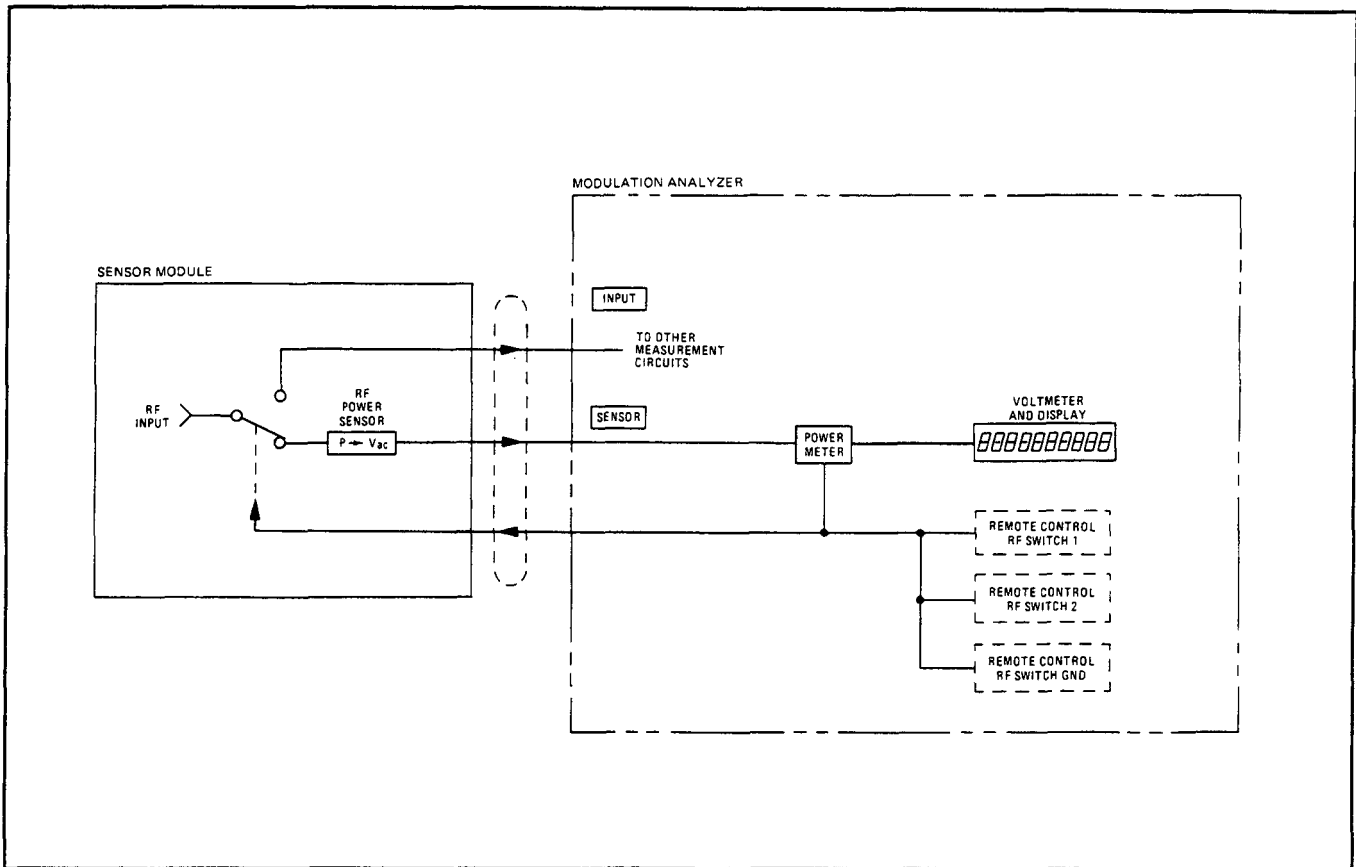 MODULATION ANALYZER
SENSOR MODULE
INPUT
TO OTHER
MEASUREMENT
CIRCUITS
RF
INPUT
RF
POWER
SENSOR
P → Vac
SENSOR
POWER
METER
VOLTMETER
AND DISPLAY
8888888888
REMOTE CONTROL
RF SWITCH 1
REMOTE CONTROL
RF SWITCH 2
REMOTE CONTROL
RF SWITCH GND